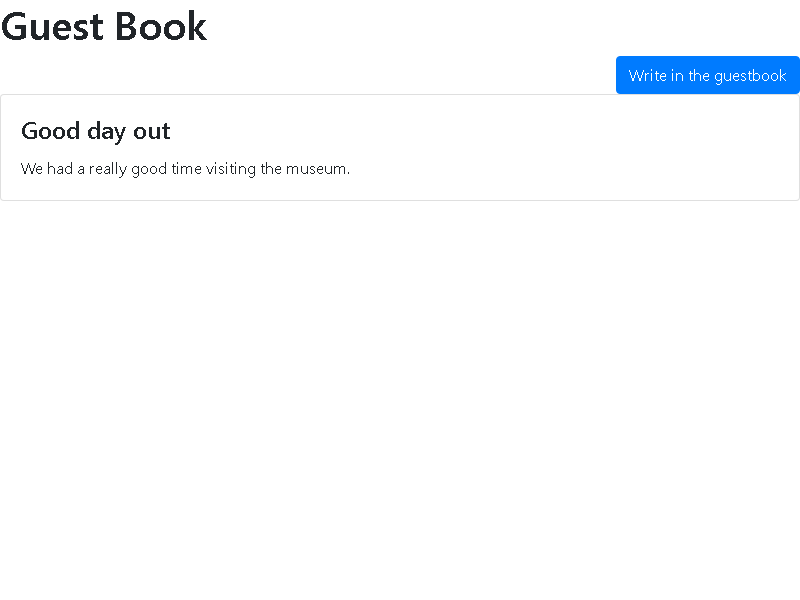 Guest Book
Write in the guestbook
Good day out
We had a really good time visiting the museum.